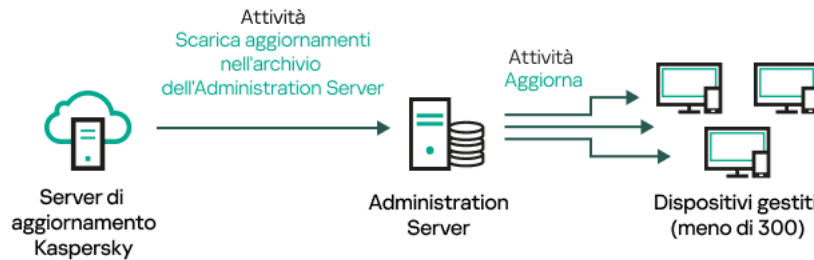 Attività
Scarica aggiornamenti
nell'archivio
dell'Administration Server
Attività
Aggiorna
Server di
aggiornamento
Kaspersky
Administration
Server
Dispositivi gestiti
(meno di 300)